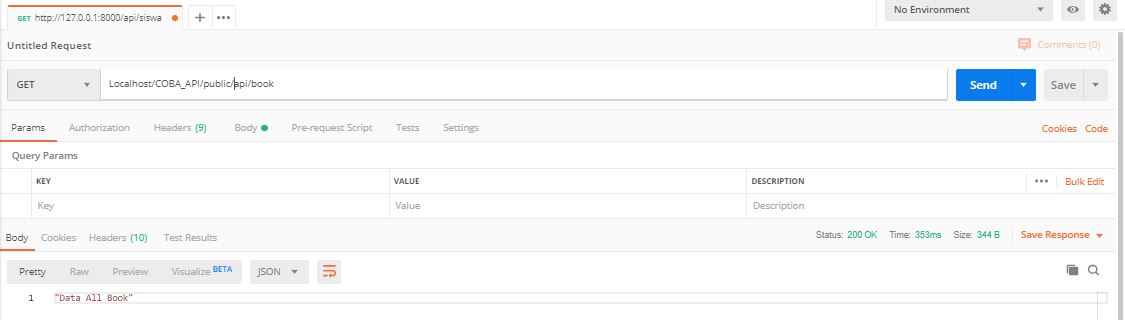 GET http://127.0.0.1:8000/api/siswa + ••• No Environment
Untitled Request Comments (0)
GET Localhost/COBA_API/public/api/book Send Save
Params Authorization Headers (9) Body Pre-request Script Tests Settings Cookies Code
Query Params
KEY VALUE DESCRIPTION ••• Bulk Edit
Key Value Description
Body Cookies Headers (10) Test Results Status: 200 OK Time: 353ms Size: 344 B Save Response
Pretty Raw Preview Visualize BETA JSON
1 "Data All Book"